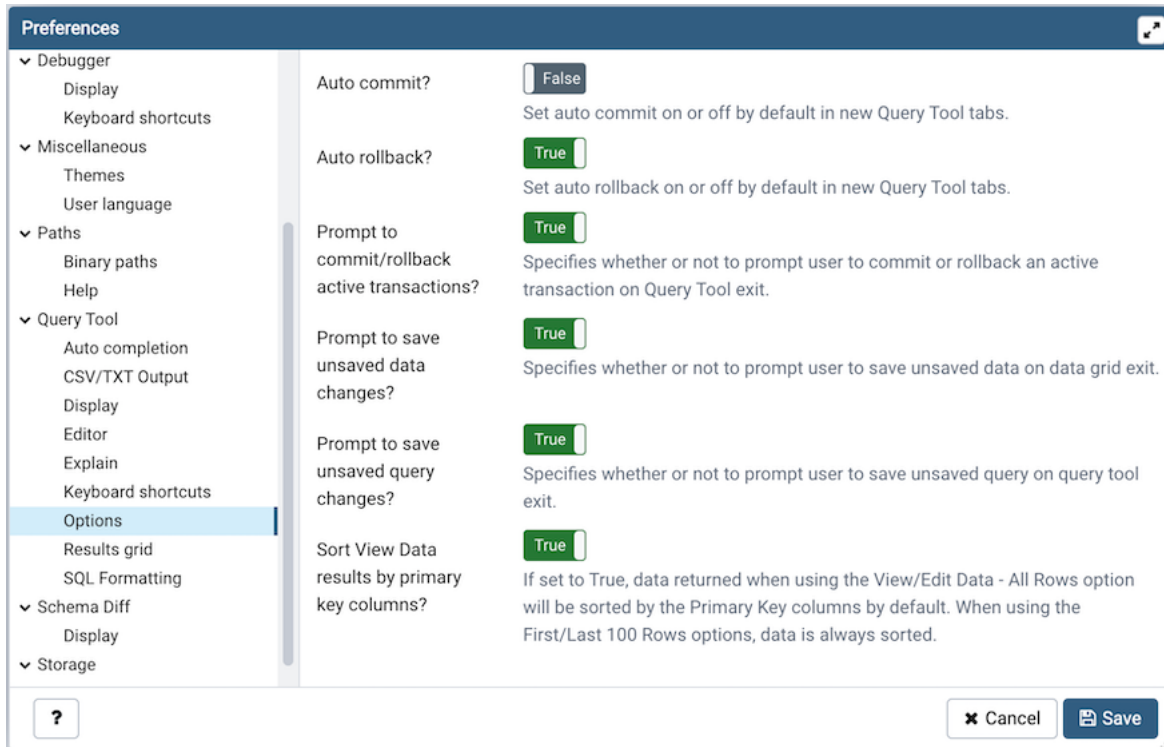 Preferences
Debugger
Display
Keyboard shortcuts
Miscellaneous
Themes
User language
Paths
Binary paths
Help
Query Tool
Auto completion
CSV/TXT Output
Display
Editor
Explain
Keyboard shortcuts
Options
Results grid
SQL Formatting
Schema Diff
Display
Storage
Auto commit?
False
Set auto commit on or off by default in new Query Tool tabs.
Auto rollback?
True
Set auto rollback on or off by default in new Query Tool tabs.
Prompt to
commit/rollback
active transactions?
True
Specifies whether or not to prompt user to commit or rollback an active
transaction on Query Tool exit.
Prompt to save
unsaved data
changes?
True
Specifies whether or not to prompt user to save unsaved data on data grid exit.
Prompt to save
unsaved query
changes?
True
Specifies whether or not to prompt user to save unsaved query on query tool
exit.
Sort View Data
results by primary
key columns?
True
If set to True, data returned when using the View/Edit Data - All Rows option
will be sorted by the Primary Key columns by default. When using the
First/Last 100 Rows options, data is always sorted.
?
Cancel
Save